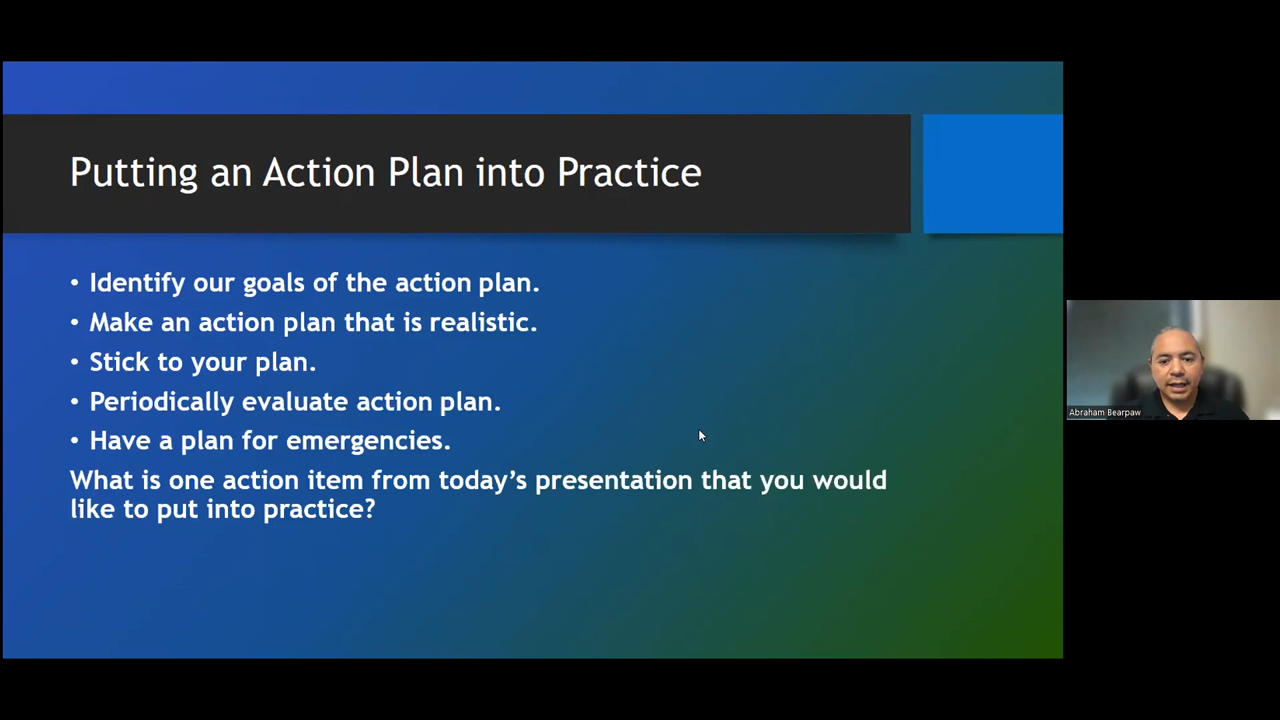 Putting an Action Plan into Practice
• Identify our goals of the action plan.
• Make an action plan that is realistic.
• Stick to your plan.
• Periodically evaluate action plan.
• Have a plan for emergencies.
What is one action item from today’s presentation that you would
like to put into practice?
Abraham Bearpaw